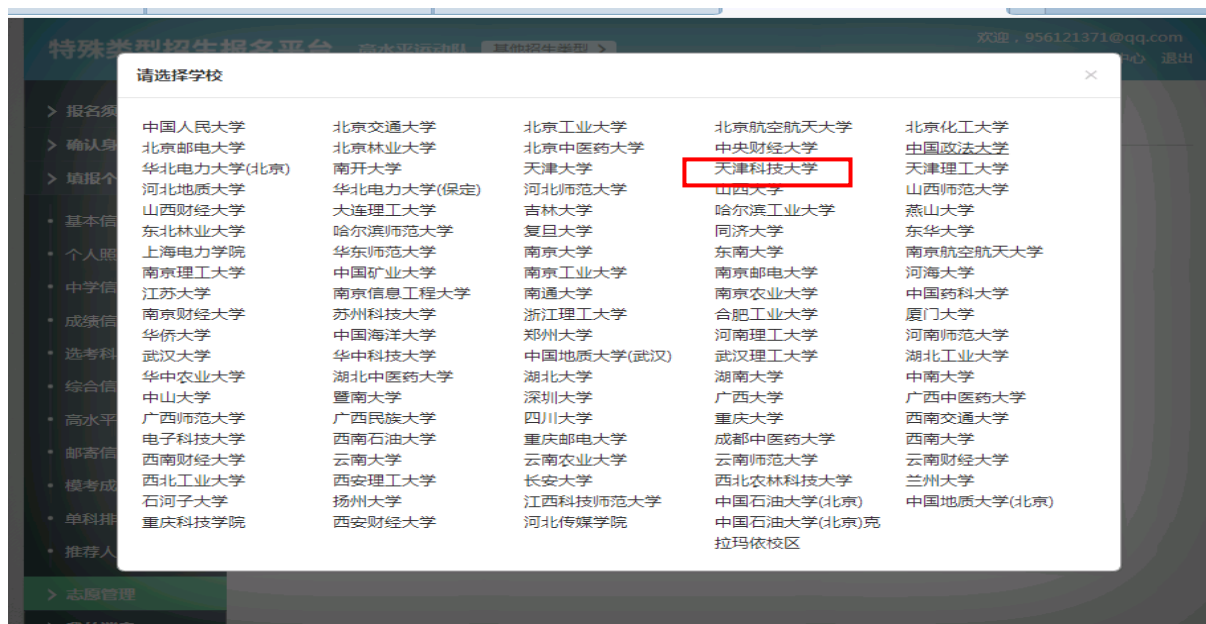 特殊类型招生报名平台 高水平运动队 其他招生类型 >
欢迎，956121371@qq.com
中心 退出
请选择学校 ×
> 报名须
> 确认身
> 填报个
• 基本信
• 个人照
• 中学信
• 成绩信
• 选考科
• 综合信
• 高水平
• 邮寄信
• 模考成
• 单科排
• 推荐人
> 志愿管理
中国人民大学 北京交通大学 北京工业大学 北京航空航天大学 北京化工大学
北京邮电大学 北京林业大学 北京中医药大学 中央财经大学 中国政法大学
华北电力大学(北京) 南开大学 天津大学 天津科技大学 天津理工大学
河北地质大学 华北电力大学(保定) 河北师范大学 山西大学 山西师范大学
山西财经大学 大连理工大学 吉林大学 哈尔滨工业大学 燕山大学
东北林业大学 哈尔滨师范大学 复旦大学 同济大学 东华大学
上海电力学院 华东师范大学 南京大学 东南大学 南京航空航天大学
南京理工大学 中国矿业大学 南京工业大学 南京邮电大学 河海大学
江苏大学 南京信息工程大学 南通大学 南京农业大学 中国药科大学
南京财经大学 苏州科技大学 浙江理工大学 合肥工业大学 厦门大学
华侨大学 中国海洋大学 郑州大学 河南理工大学 河南师范大学
武汉大学 华中科技大学 中国地质大学(武汉) 武汉理工大学 湖北工业大学
华中农业大学 湖北中医药大学 湖北大学 湖南大学 中南大学
中山大学 暨南大学 深圳大学 广西大学 广西中医药大学
广西师范大学 广西民族大学 四川大学 重庆大学 西南交通大学
电子科技大学 西南石油大学 重庆邮电大学 成都中医药大学 西南大学
西南财经大学 云南大学 云南农业大学 云南师范大学 云南财经大学
西北工业大学 西安理工大学 长安大学 西北农林科技大学 兰州大学
石河子大学 扬州大学 江西科技师范大学 中国石油大学(北京) 中国地质大学(北京)
重庆科技学院 西安财经大学 河北传媒学院 中国石油大学(北京)克
拉玛依校区